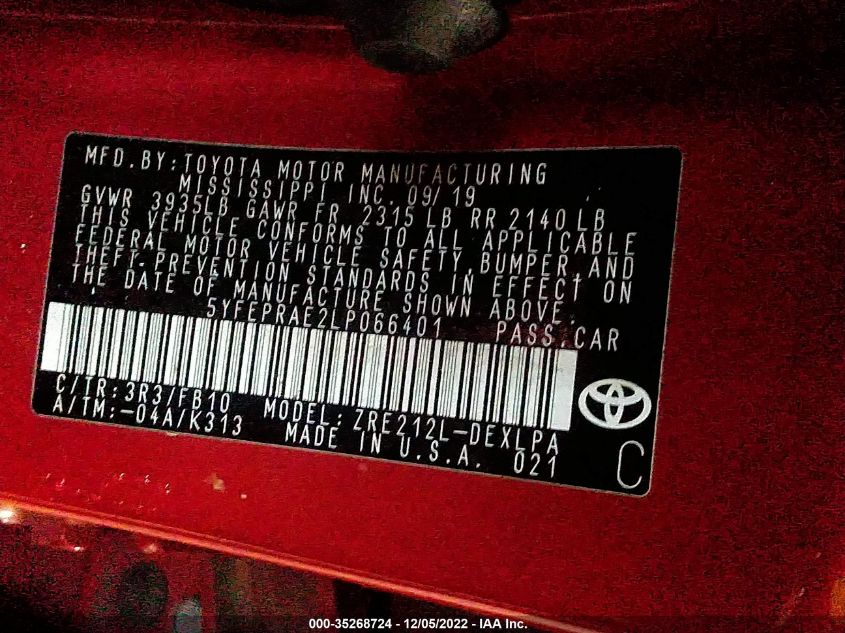 MFD.BY:TOYOTA MOTOR MANUFACTURING
MISSISSIPPI INC. 09/19
GVWR 3935LB GAWR FR 2315 LB RR 2140 LB
THIS VEHICLE CONFORMS TO ALL APPLICABLE
FEDERAL MOTOR VEHICLE SAFETY,BUMPER,AND
THEFT-PREVENTION STANDARDS IN EFFECT ON
THE DATE OF MANUFACTURE SHOWN ABOVE.
5YFEPRAE2LP066401 PASS.CAR
C/TR:3R3/FB10 MODEL:ZRE212L-DEXLPA
A/TM:-04A/K313 MADE IN U.S.A. 021
C
000-35268724 - 12/05/2022 - IAA Inc.